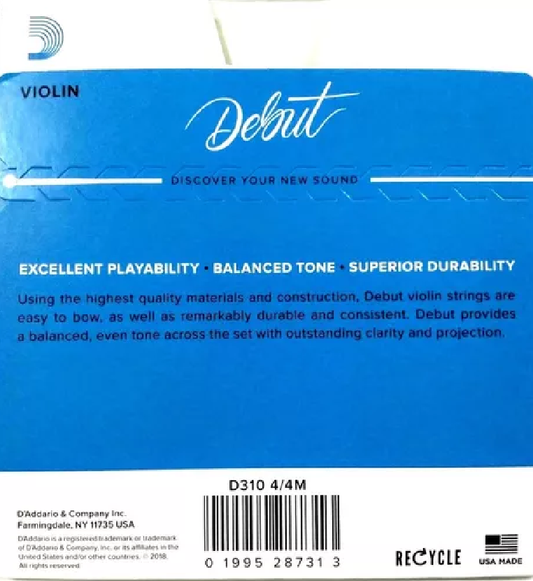 VIOLIN
Debut
DISCOVER YOUR NEW SOUND
EXCELLENT PLAYABILITY • BALANCED TONE • SUPERIOR DURABILITY
Using the highest quality materials and construction, Debut violin strings are
easy to bow, as well as remarkably durable and consistent. Debut provides
a balanced, even tone across the set with outstanding clarity and projection.
D310 4/4M
D'Addario & Company Inc.
Farmingdale, NY 11735 USA
D'Addario is a registered trademark or trademark
of D'Addario & Company, Inc. or its affiliates in the
United States and/or other countries. © 2018.
All rights reserved.
0 1995 28731 3
RECYCLE
USA MADE